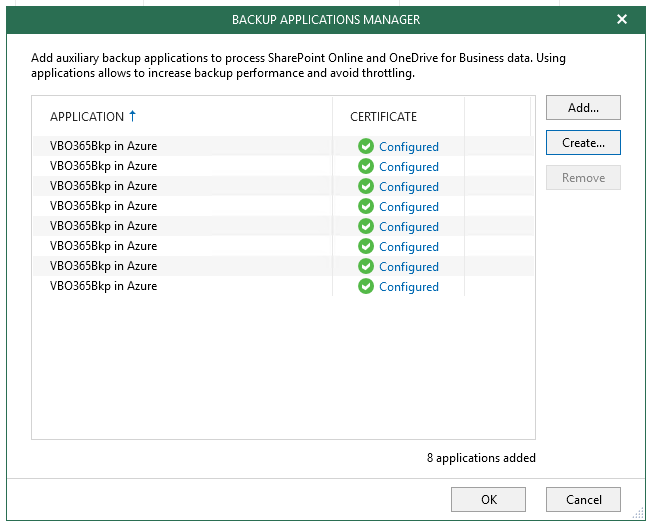 BACKUP APPLICATIONS MANAGER
Add auxiliary backup applications to process SharePoint Online and OneDrive for Business data. Using
applications allows to increase backup performance and avoid throttling.
APPLICATION CERTIFICATE
VBO365Bkp in Azure Configured
VBO365Bkp in Azure Configured
VBO365Bkp in Azure Configured
VBO365Bkp in Azure Configured
VBO365Bkp in Azure Configured
VBO365Bkp in Azure Configured
VBO365Bkp in Azure Configured
VBO365Bkp in Azure Configured
Add...
Create...
Remove
8 applications added
OK Cancel